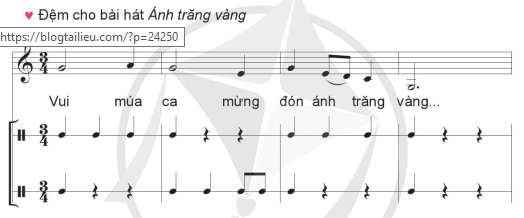 ♥ Đệm cho bài hát Ánh trăng vàng
https://blogtailieu.com/?p=24250
3
4
Vui múa ca mừng đón ánh trăng vàng...
3
4
3
4